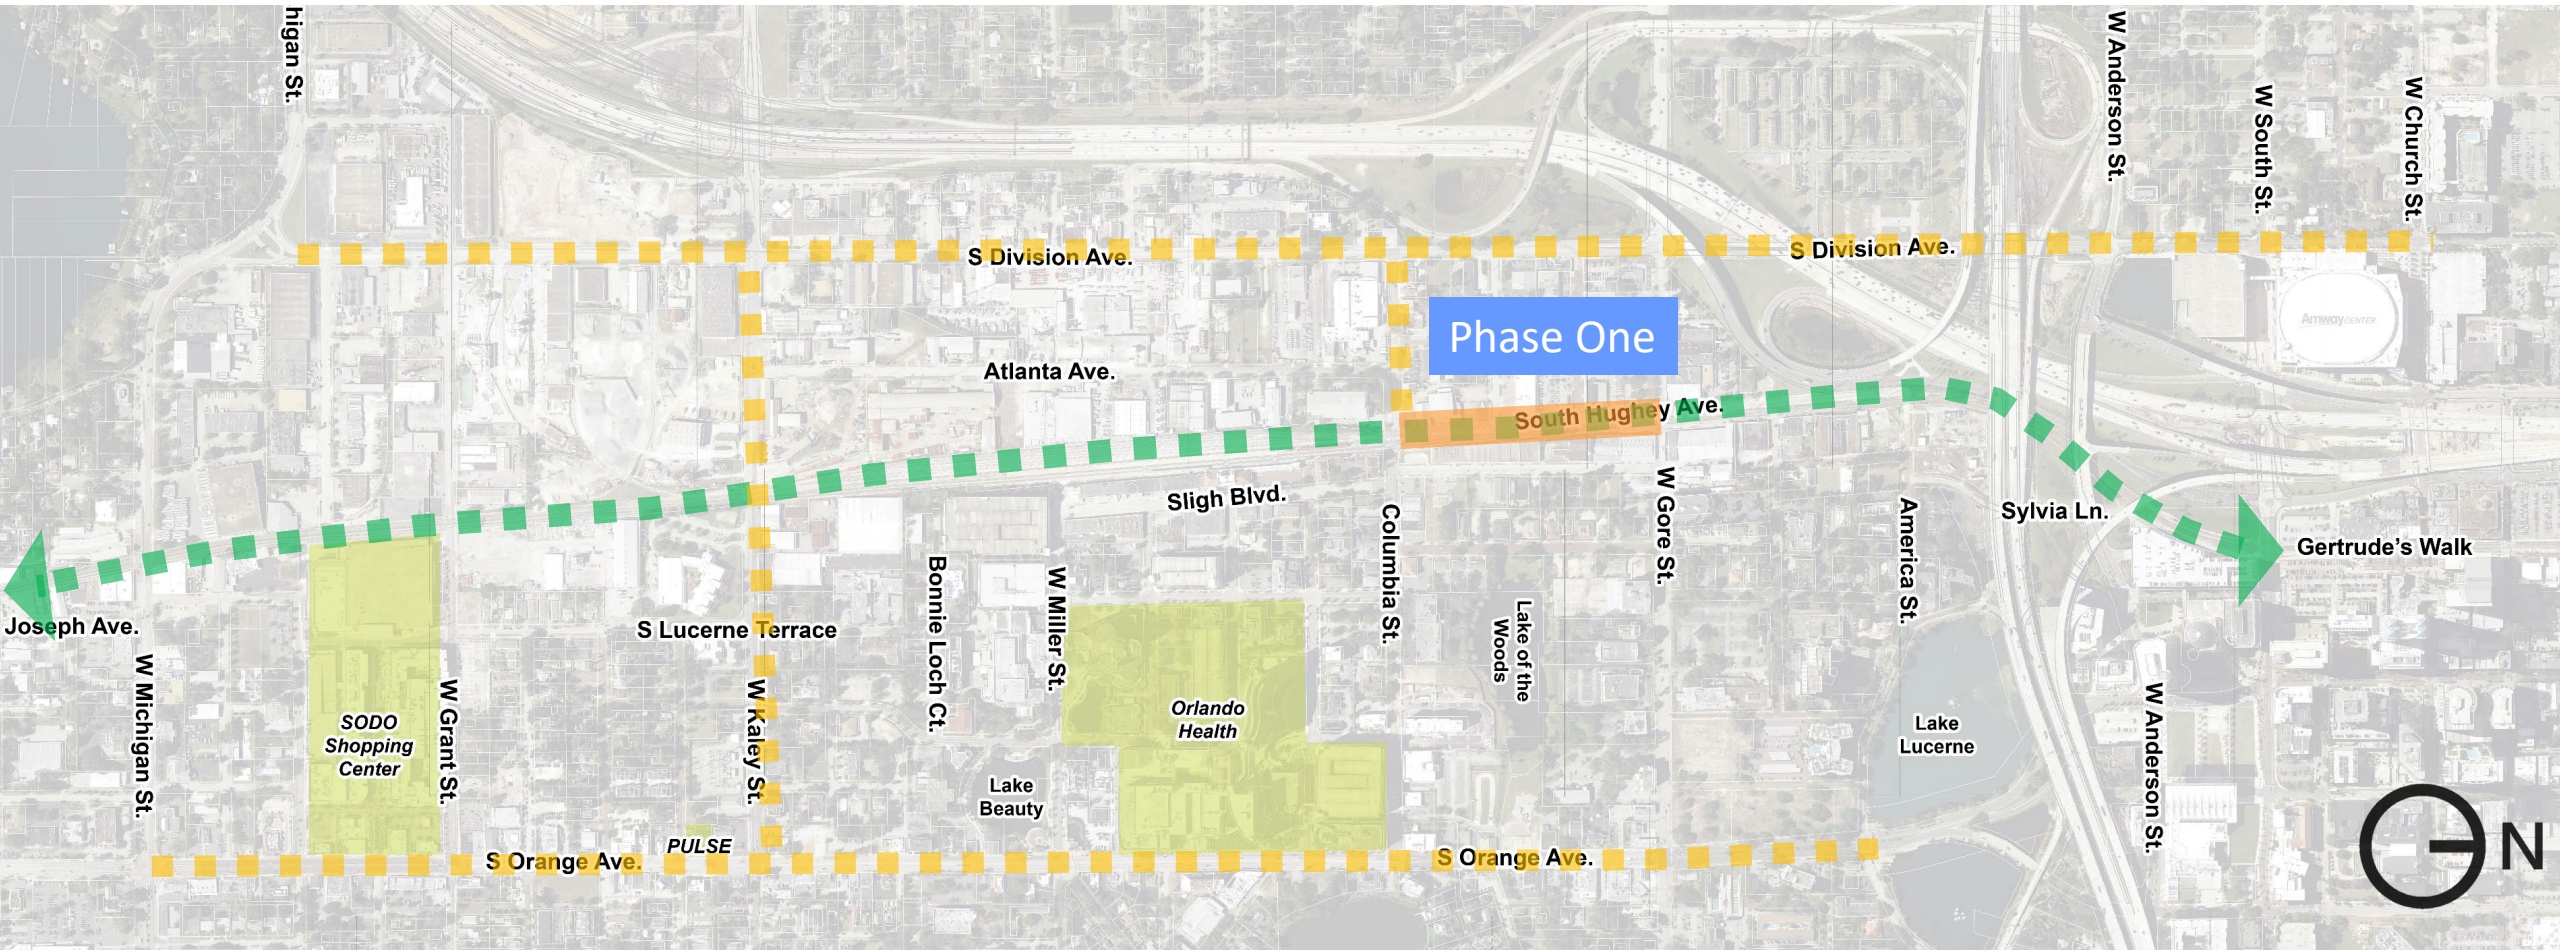 higan St.
W Anderson St.
W South St.
W Church St.
S Division Ave.
S Division Ave.
Amway CENTER
Phase One
Atlanta Ave.
South Hughey Ave.
Sligh Blvd.
Columbia St.
W Gore St.
America St.
Sylvia Ln.
Gertrude's Walk
Joseph Ave.
W Michigan St.
SODO
Shopping
Center
W Grant St.
S Lucerne Terrace
W Kaley St.
Bonnie Loch Ct.
W Miller St.
Orlando
Health
Lake of the
Woods
Lake
Lucerne
W Anderson St.
Lake
Beauty
PULSE
S Orange Ave.
S Orange Ave.
N